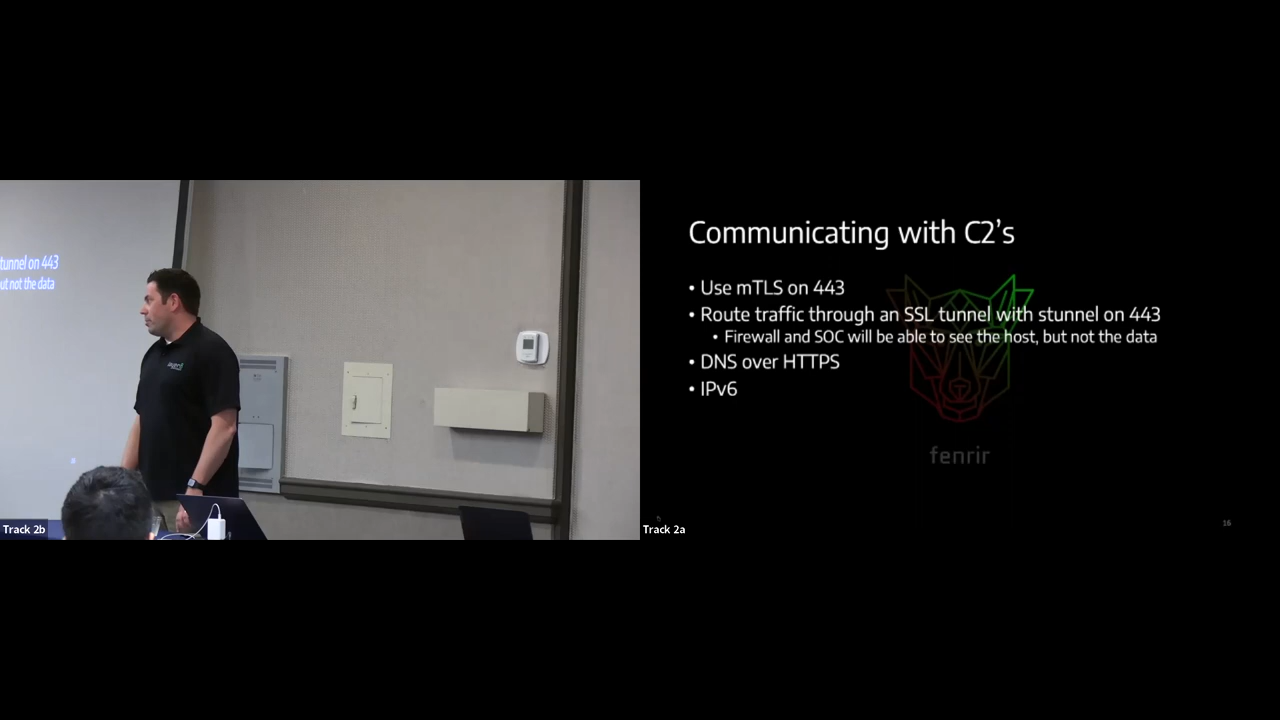 tunnel on 443
ut not the data
Track 2b
Communicating with C2's
• Use mTLS on 443
• Route traffic through an SSL tunnel with stunnel on 443
• Firewall and SOC will be able to see the host, but not the data
• DNS over HTTPS
• IPv6
fenrir
Track 2a
16